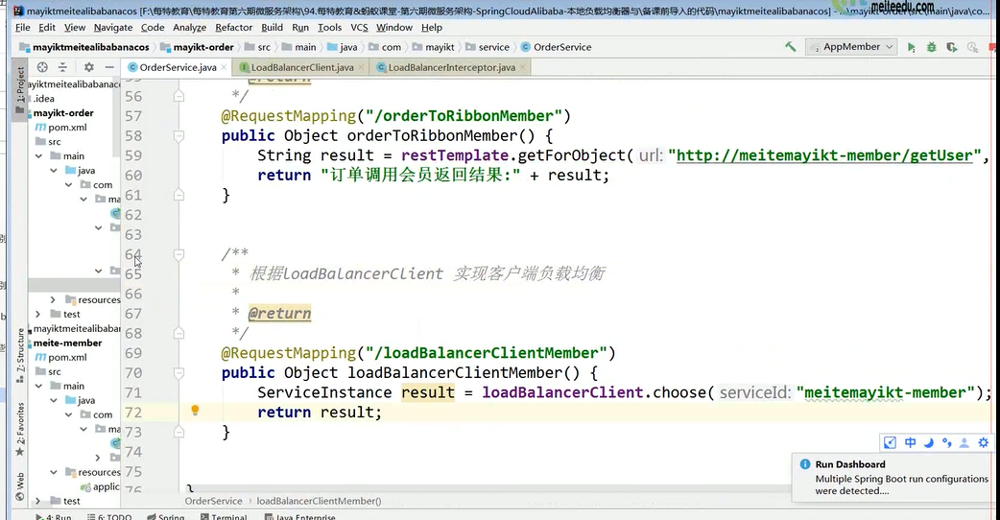 meiteedu.com
mayiktmeitealibabanacos [F:\每特教育\每特教育第六期微服务架构\94.每特教育&蚂蚁课堂-第六期微服务架构-SpringCloudAlibaba-本地负载均衡器与\备课前导入的代码\mayiktmeitealibabanacos] - ...\mayikt-order\src\main\java\co...
File Edit View Navigate Code Analyze Refactor Build Run Tools VCS Window Help
mayiktmeitealibabanacos mayikt-order src main java com mayikt service OrderService AppMember
OrderService.java LoadBalancerClient.java LoadBalancerInterceptor.java
1: Project
mayiktmeitealibabanacos
.idea
mayikt-order
pom.xml
src
main
java
com
ma
resources
test
mayiktmeitealibabanacos
meite-member
pom.xml
src
main
java
com
ma
resources
applic
test
Z: Structure
2: Favorites
Web
@return
56 */
57 @RequestMapping("/orderToRibbonMember")
58 public Object orderToRibbonMember() {
59 String result = restTemplate.getForObject( url: "http://meitemayikt-member/getUser",
60 return "订单调用会员返回结果:" + result;
61 }
62
63
64 /**
65 * 根据loadBalancerClient 实现客户端负载均衡
66 *
67 * @return
68 */
69 @RequestMapping("/loadBalancerClientMember")
70 public Object loadBalancerClientMember() {
71 ServiceInstance result = loadBalancerClient.choose( serviceId: "meitemayikt-member");
72 return result;
73 }
74
75
76 }
中
Run Dashboard
Multiple Spring Boot run configurations
were detected....
OrderService loadBalancerClientMember()
4: Run 6: TODO Spring Terminal Java Enterprise